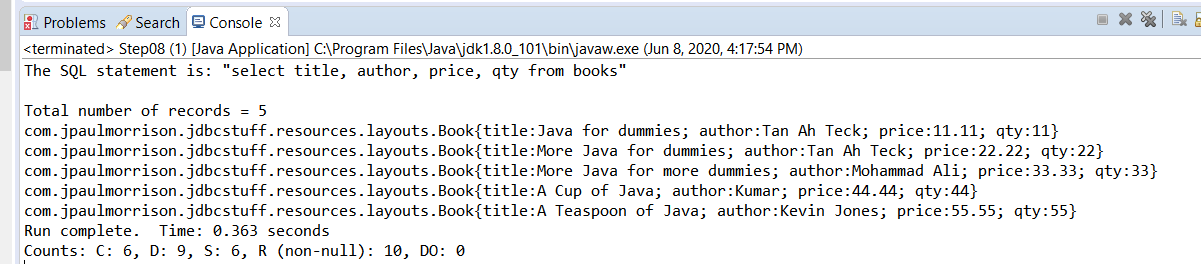 Problems Search Console
<terminated> Step08 (1) [Java Application] C:\Program Files\Java\jdk1.8.0_101\bin\javaw.exe (Jun 8, 2020, 4:17:54 PM)
The SQL statement is: "select title, author, price, qty from books"
Total number of records = 5
com.jpaulmorrison.jdbcstuff.resources.layouts.Book{title:Java for dummies; author:Tan Ah Teck; price:11.11; qty:11}
com.jpaulmorrison.jdbcstuff.resources.layouts.Book{title:More Java for dummies; author:Tan Ah Teck; price:22.22; qty:22}
com.jpaulmorrison.jdbcstuff.resources.layouts.Book{title:More Java for more dummies; author:Mohammad Ali; price:33.33; qty:33}
com.jpaulmorrison.jdbcstuff.resources.layouts.Book{title:A Cup of Java; author:Kumar; price:44.44; qty:44}
com.jpaulmorrison.jdbcstuff.resources.layouts.Book{title:A Teaspoon of Java; author:Kevin Jones; price:55.55; qty:55}
Run complete.  Time: 0.363 seconds
Counts: C: 6, D: 9, S: 6, R (non-null): 10, DO: 0